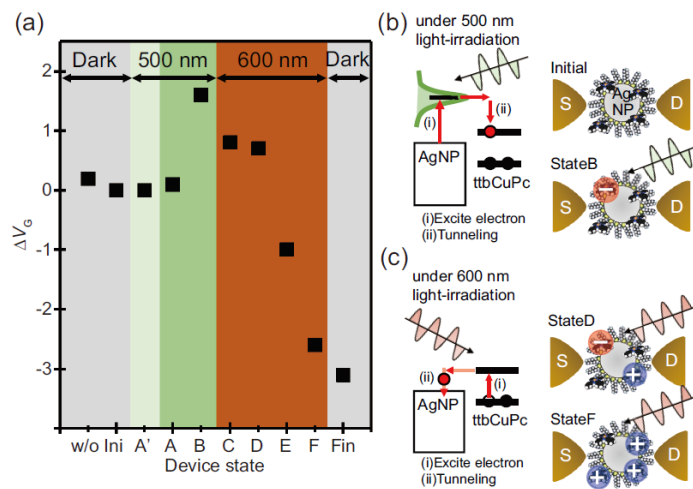 (a)
Dark
500 nm
600 nm
Dark
2
1
0
-1
-2
-3
ΔVG
w/o Ini A' A B C D E F Fin
Device state
(b)
under 500 nm
light-irradiation
(i)
(ii)
AgNP
ttbCuPc
(i)Excite electron
(ii)Tunneling
Initial
S
Ag
NP
D
StateB
S
−
D
(c)
under 600 nm
light-irradiation
(ii)
(i)
AgNP
ttbCuPc
(i)Excite electron
(ii)Tunneling
StateD
S
−
+
D
StateF
S
+
+
+
D